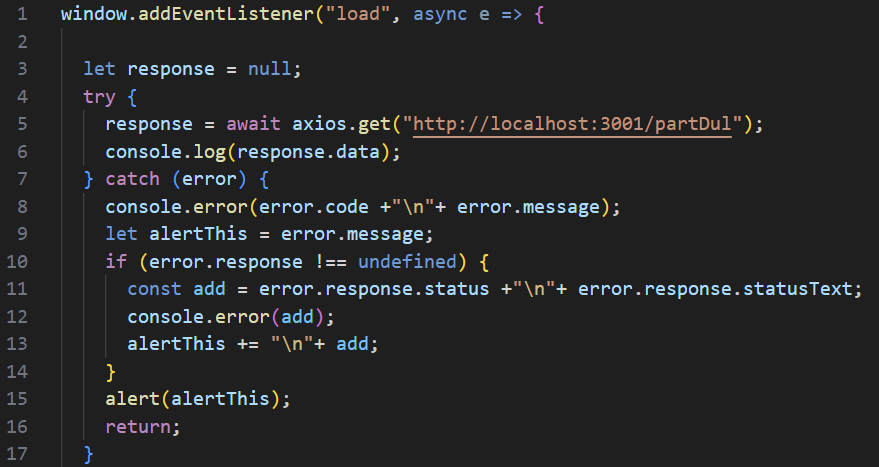 1 window.addEventListener("load", async e => {
2
3 let response = null;
4 try {
5 response = await axios.get("http://localhost:3001/partDul");
6 console.log(response.data);
7 } catch (error) {
8 console.error(error.code +"\n"+ error.message);
9 let alertThis = error.message;
10 if (error.response !== undefined) {
11 const add = error.response.status +"\n"+ error.response.statusText;
12 console.error(add);
13 alertThis += "\n"+ add;
14 }
15 alert(alertThis);
16 return;
17 }